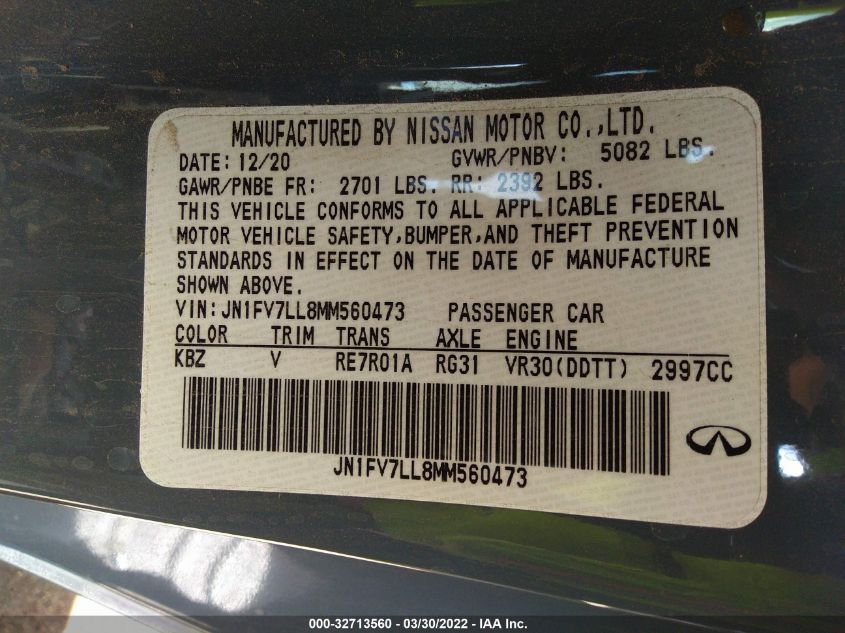 MANUFACTURED BY NISSAN MOTOR CO.,LTD.
DATE: 12/20 GVWR/PNBV: 5082 LBS.
GAWR/PNBE FR: 2701 LBS. RR: 2392 LBS.
THIS VEHICLE CONFORMS TO ALL APPLICABLE FEDERAL
MOTOR VEHICLE SAFETY,BUMPER,AND THEFT PREVENTION
STANDARDS IN EFFECT ON THE DATE OF MANUFACTURE
SHOWN ABOVE.
VIN:JN1FV7LL8MM560473 PASSENGER CAR
COLOR TRIM TRANS AXLE ENGINE
KBZ V RE7R01A RG31 VR30(DDTT) 2997CC
JN1FV7LL8MM560473
000-32713560 - 03/30/2022 - IAA Inc.